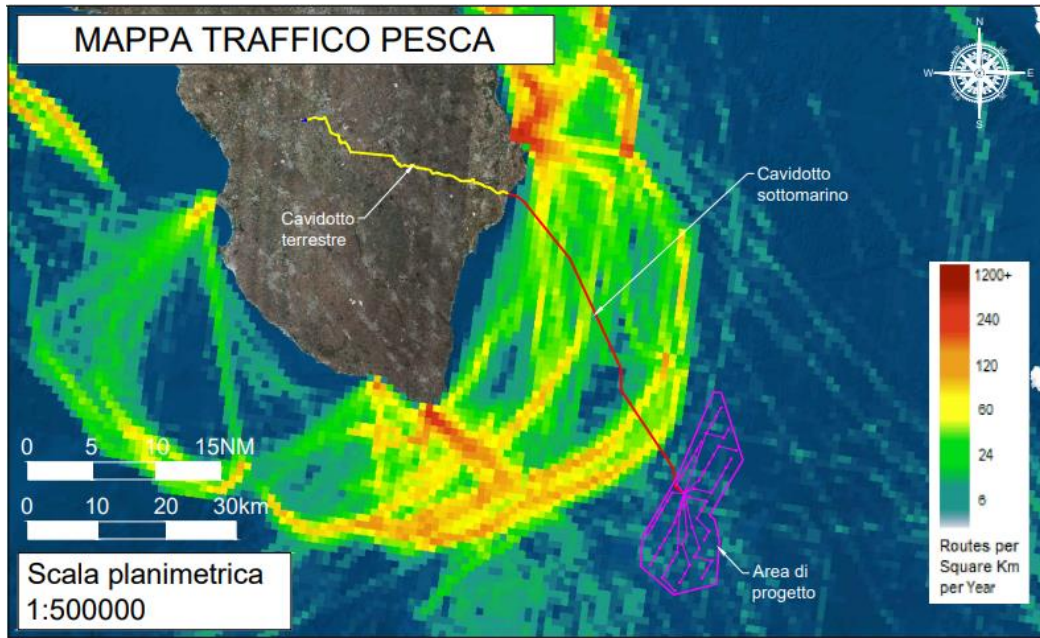 MAPPA TRAFFICO PESCA
N
W
E
S
Cavidotto
sottomarino
Cavidotto
terrestre
1200+
240
120
60
24
6
Routes per
Square Km
per Year
0 5 10 15NM
0 10 20 30km
Scala planimetrica
1:500000
Area di
progetto